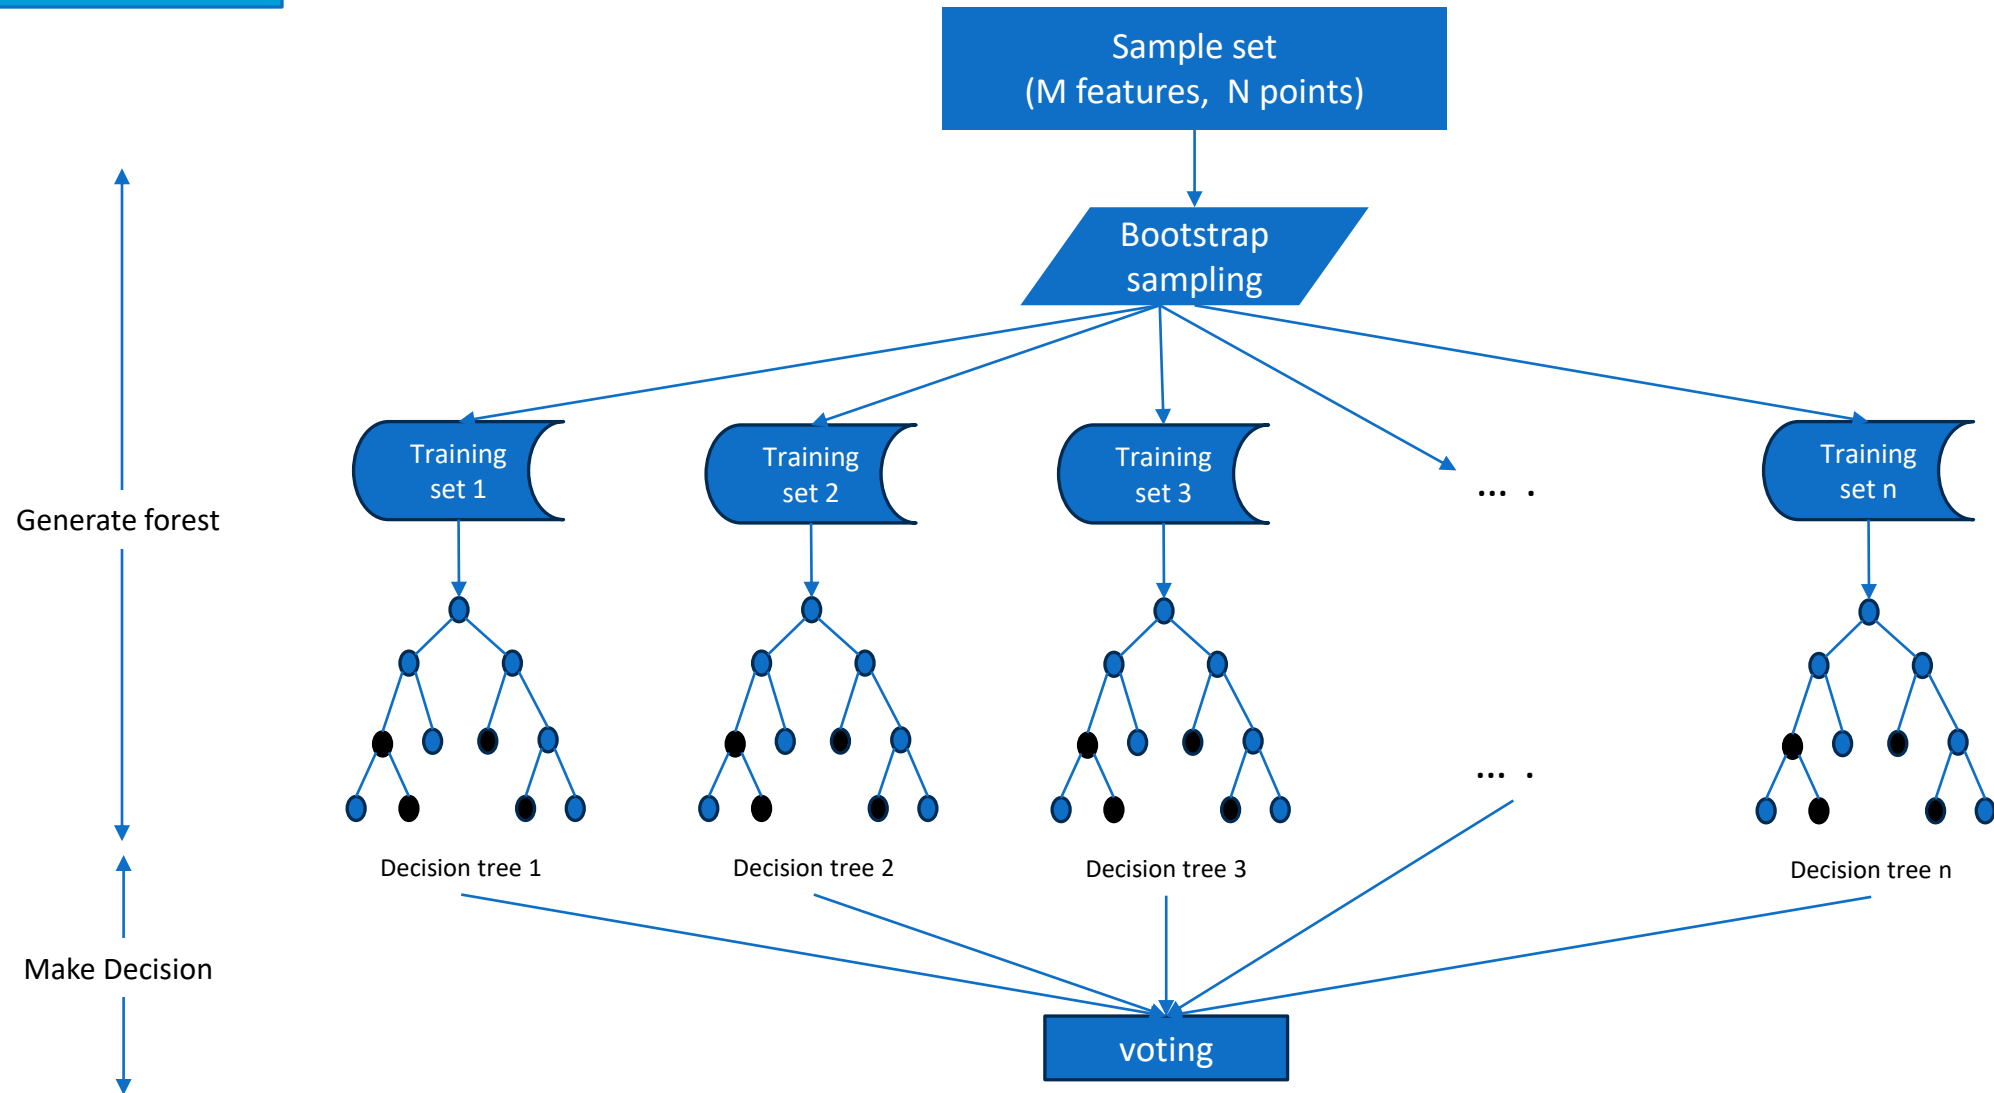 Sample set
(M features,  N points)
Bootstrap
sampling
Training
set 1
Training
set 2
Training
set 3
... .
Training
set n
Generate forest
... .
Decision tree 1
Decision tree 2
Decision tree 3
Decision tree n
Make Decision
voting